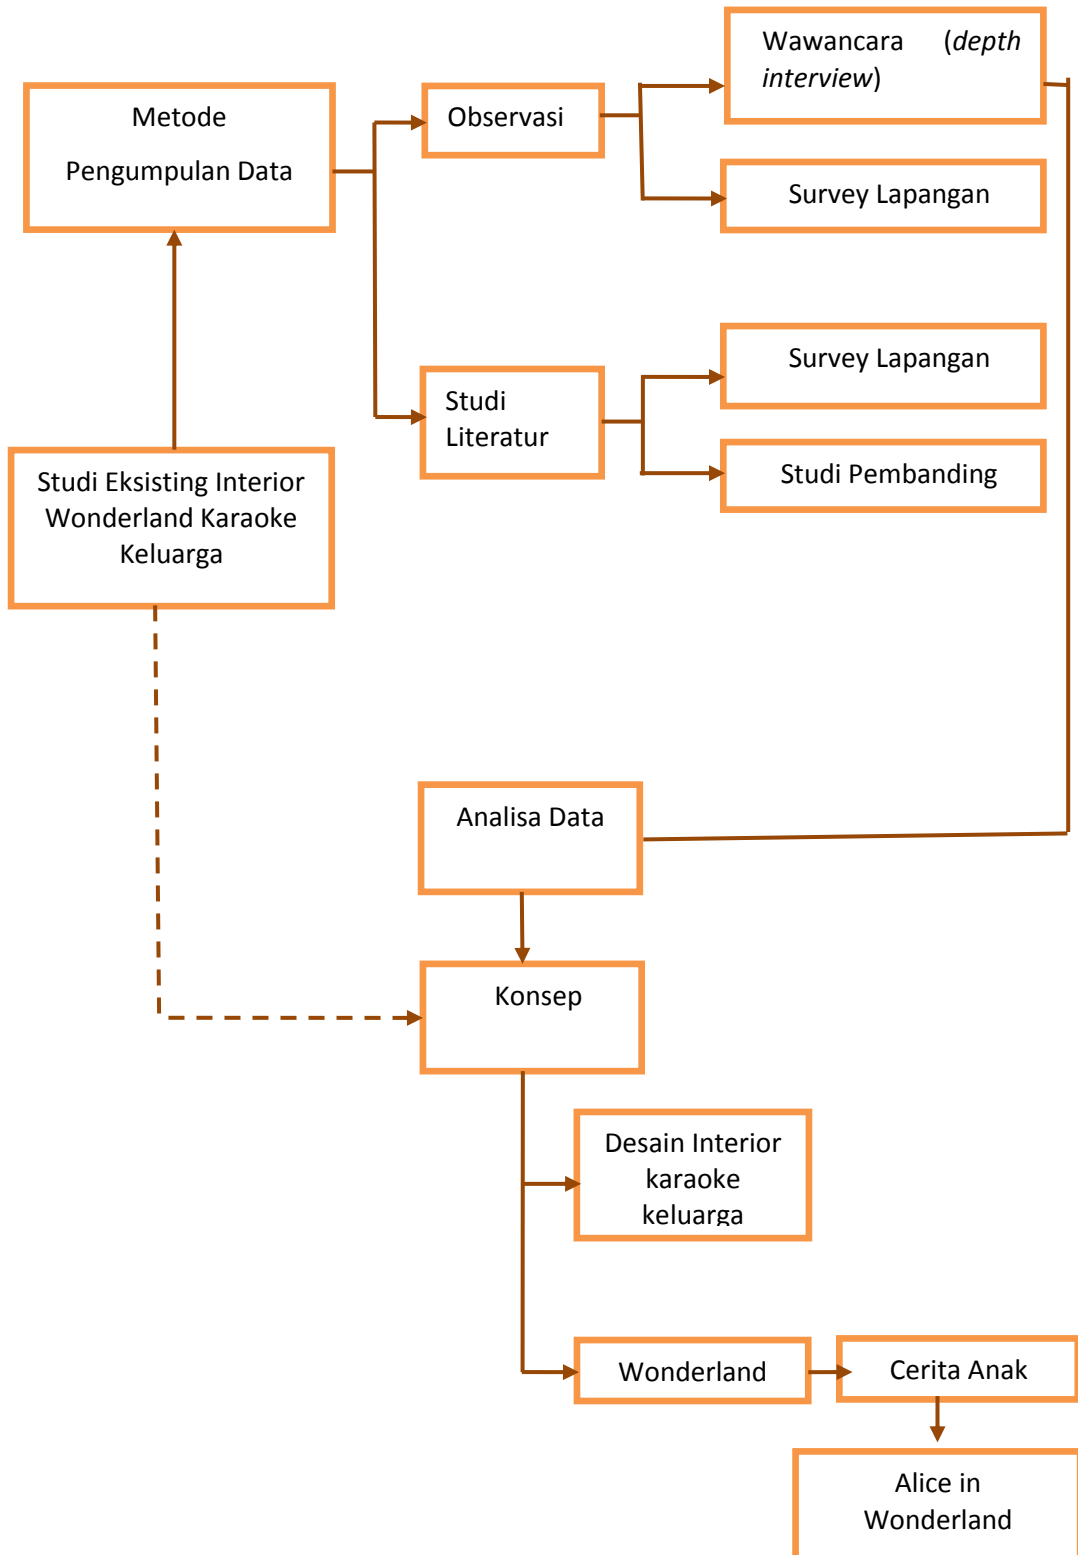 Wawancara (depth
interview)
Metode
Pengumpulan Data
Observasi
Survey Lapangan
Survey Lapangan
Studi
Literatur
Studi Pembanding
Studi Eksisting Interior
Wonderland Karaoke
Keluarga
Analisa Data
Konsep
Desain Interior
karaoke
keluarga
Wonderland
Cerita Anak
Alice in
Wonderland